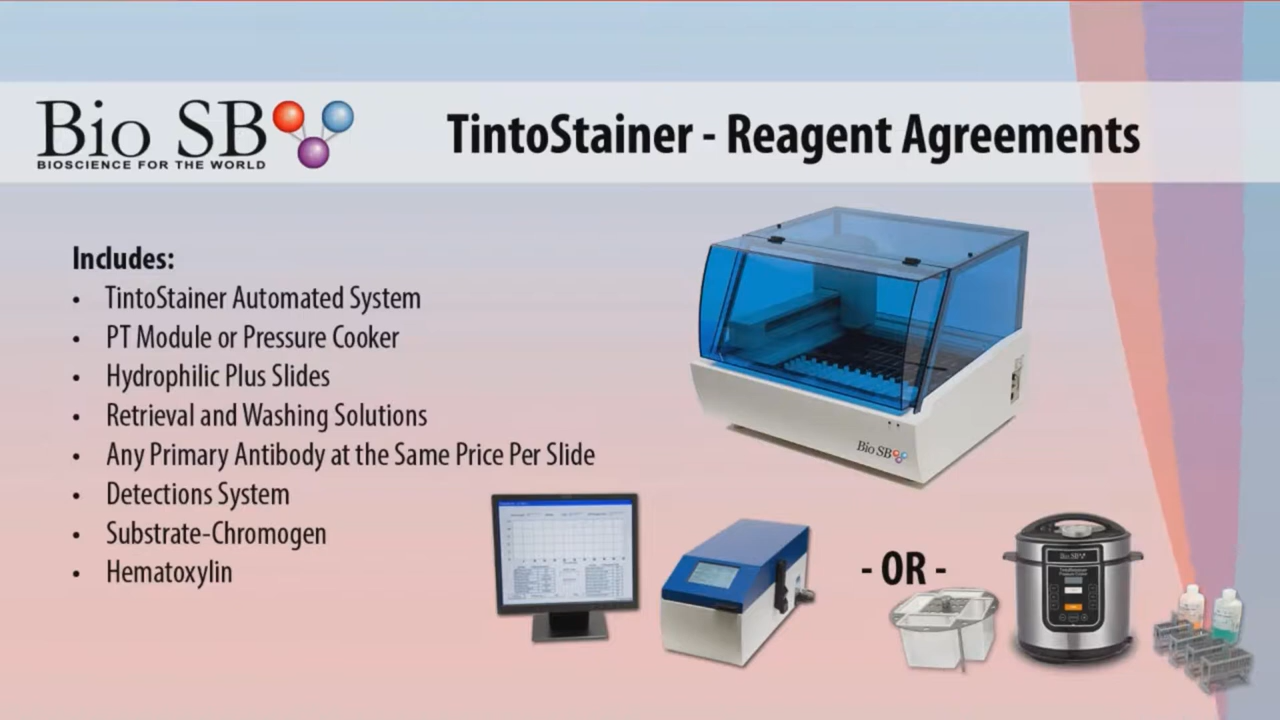 Bio SB
BIOSCIENCE FOR THE WORLD
TintoStainer - Reagent Agreements
Includes:
• TintoStainer Automated System
• PT Module or Pressure Cooker
• Hydrophilic Plus Slides
• Retrieval and Washing Solutions
• Any Primary Antibody at the Same Price Per Slide
• Detections System
• Substrate-Chromogen
• Hematoxylin
Bio SB
- OR -
Bio SB